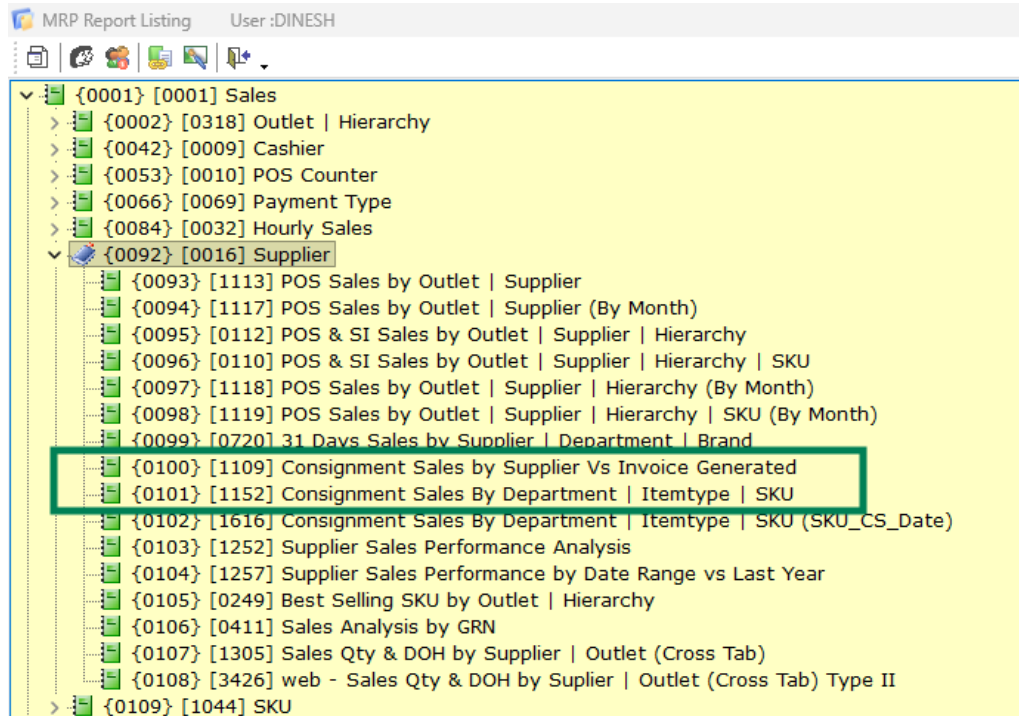 MRP Report Listing User :DINESH
{0001} [0001] Sales
{0002} [0318] Outlet | Hierarchy
{0042} [0009] Cashier
{0053} [0010] POS Counter
{0066} [0069] Payment Type
{0084} [0032] Hourly Sales
{0092} [0016] Supplier
{0093} [1113] POS Sales by Outlet | Supplier
{0094} [1117] POS Sales by Outlet | Supplier (By Month)
{0095} [0112] POS & SI Sales by Outlet | Supplier | Hierarchy
{0096} [0110] POS & SI Sales by Outlet | Supplier | Hierarchy | SKU
{0097} [1118] POS Sales by Outlet | Supplier | Hierarchy (By Month)
{0098} [1119] POS Sales by Outlet | Supplier | Hierarchy | SKU (By Month)
{0099} [0720] 31 Days Sales by Supplier | Department | Brand
{0100} [1109] Consignment Sales by Supplier Vs Invoice Generated
{0101} [1152] Consignment Sales By Department | Itemtype | SKU
{0102} [1616] Consignment Sales By Department | Itemtype | SKU (SKU_CS_Date)
{0103} [1252] Supplier Sales Performance Analysis
{0104} [1257] Supplier Sales Performance by Date Range vs Last Year
{0105} [0249] Best Selling SKU by Outlet | Hierarchy
{0106} [0411] Sales Analysis by GRN
{0107} [1305] Sales Qty & DOH by Supplier | Outlet (Cross Tab)
{0108} [3426] web - Sales Qty & DOH by Suplier | Outlet (Cross Tab) Type II
{0109} [1044] SKU